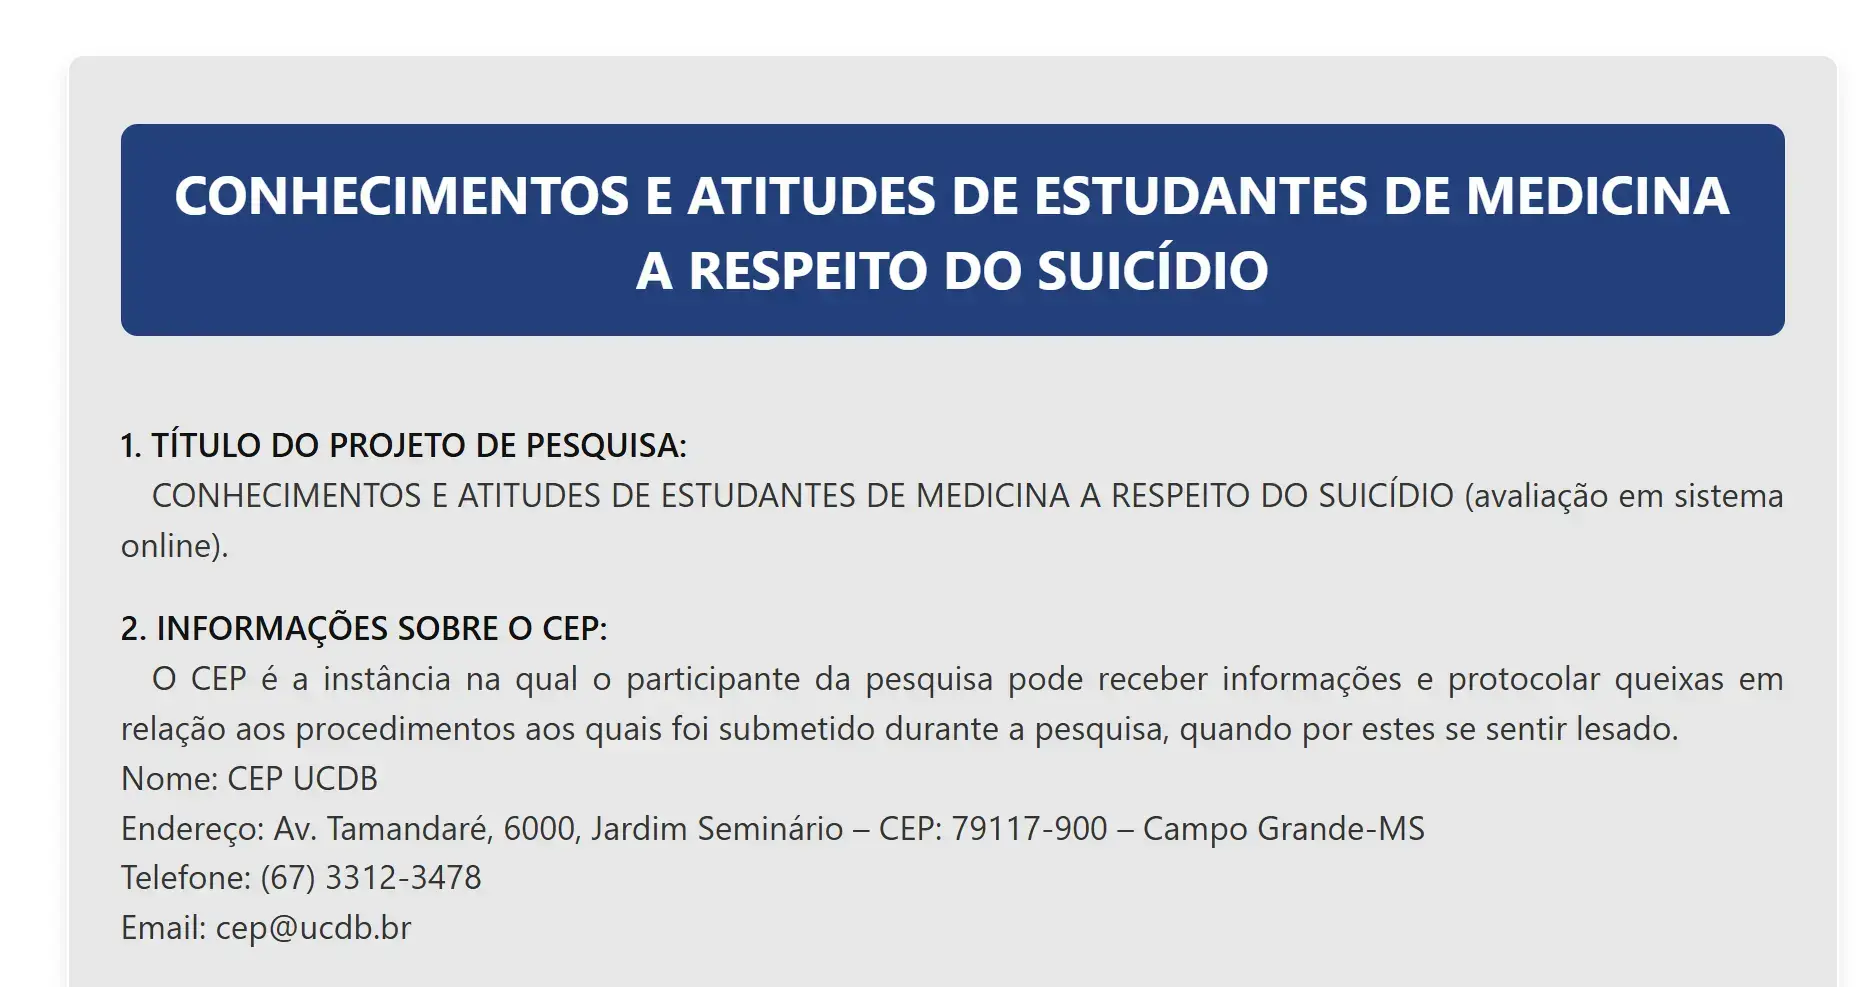 CONHECIMENTOS E ATITUDES DE ESTUDANTES DE MEDICINA
A RESPEITO DO SUICÍDIO
1. TÍTULO DO PROJETO DE PESQUISA:
CONHECIMENTOS E ATITUDES DE ESTUDANTES DE MEDICINA A RESPEITO DO SUICÍDIO (avaliação em sistema
online).
2. INFORMAÇÕES SOBRE O CEP:
O CEP é a instância na qual o participante da pesquisa pode receber informações e protocolar queixas em
relação aos procedimentos aos quais foi submetido durante a pesquisa, quando por estes se sentir lesado.
Nome: CEP UCDB
Endereço: Av. Tamandaré, 6000, Jardim Seminário – CEP: 79117-900 – Campo Grande-MS
Telefone: (67) 3312-3478
Email: cep@ucdb.br